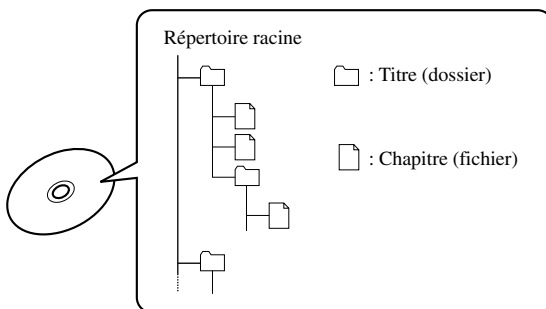 Répertoire racine
: Titre (dossier)
: Chapitre (fichier)